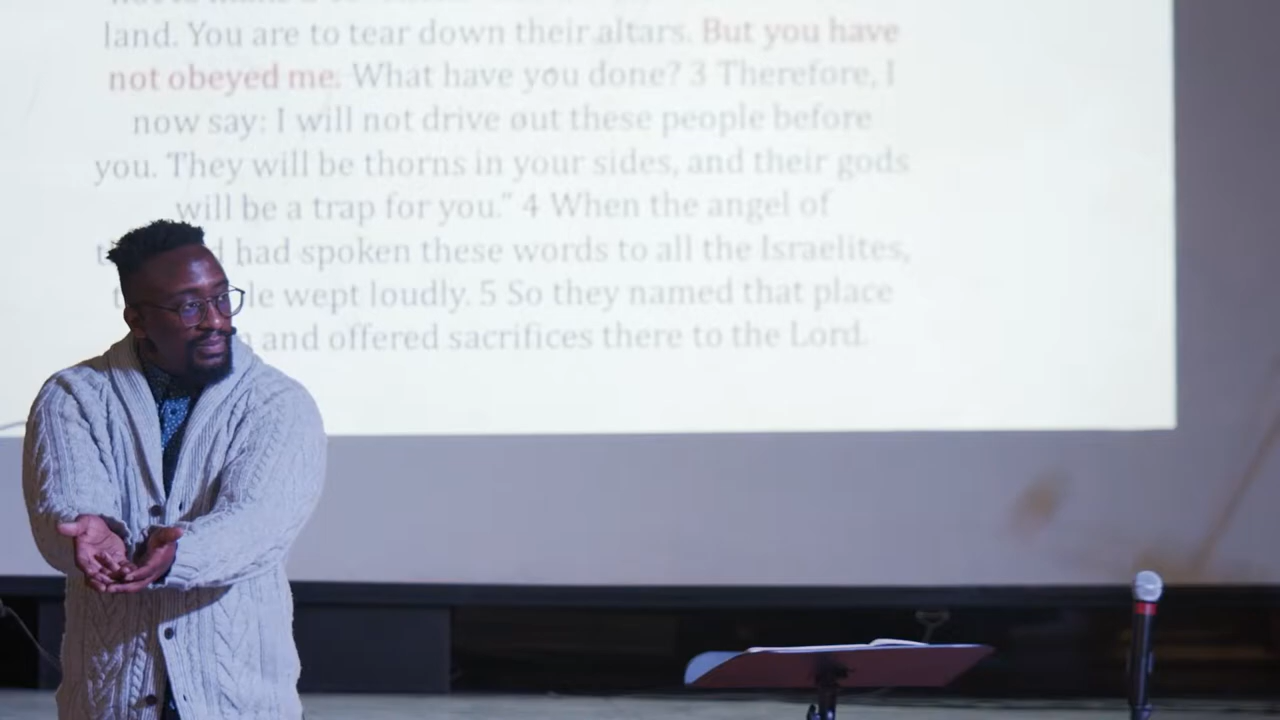 land. You are to tear down their altars. But you have
not obeyed me. What have you done? 3 Therefore, I
now say: I will not drive out these people before
you. They will be thorns in your sides, and their gods
will be a trap for you.” 4 When the angel of
had spoken these words to all the Israelites,
wept loudly. 5 So they named that place
and offered sacrifices there to the Lord.